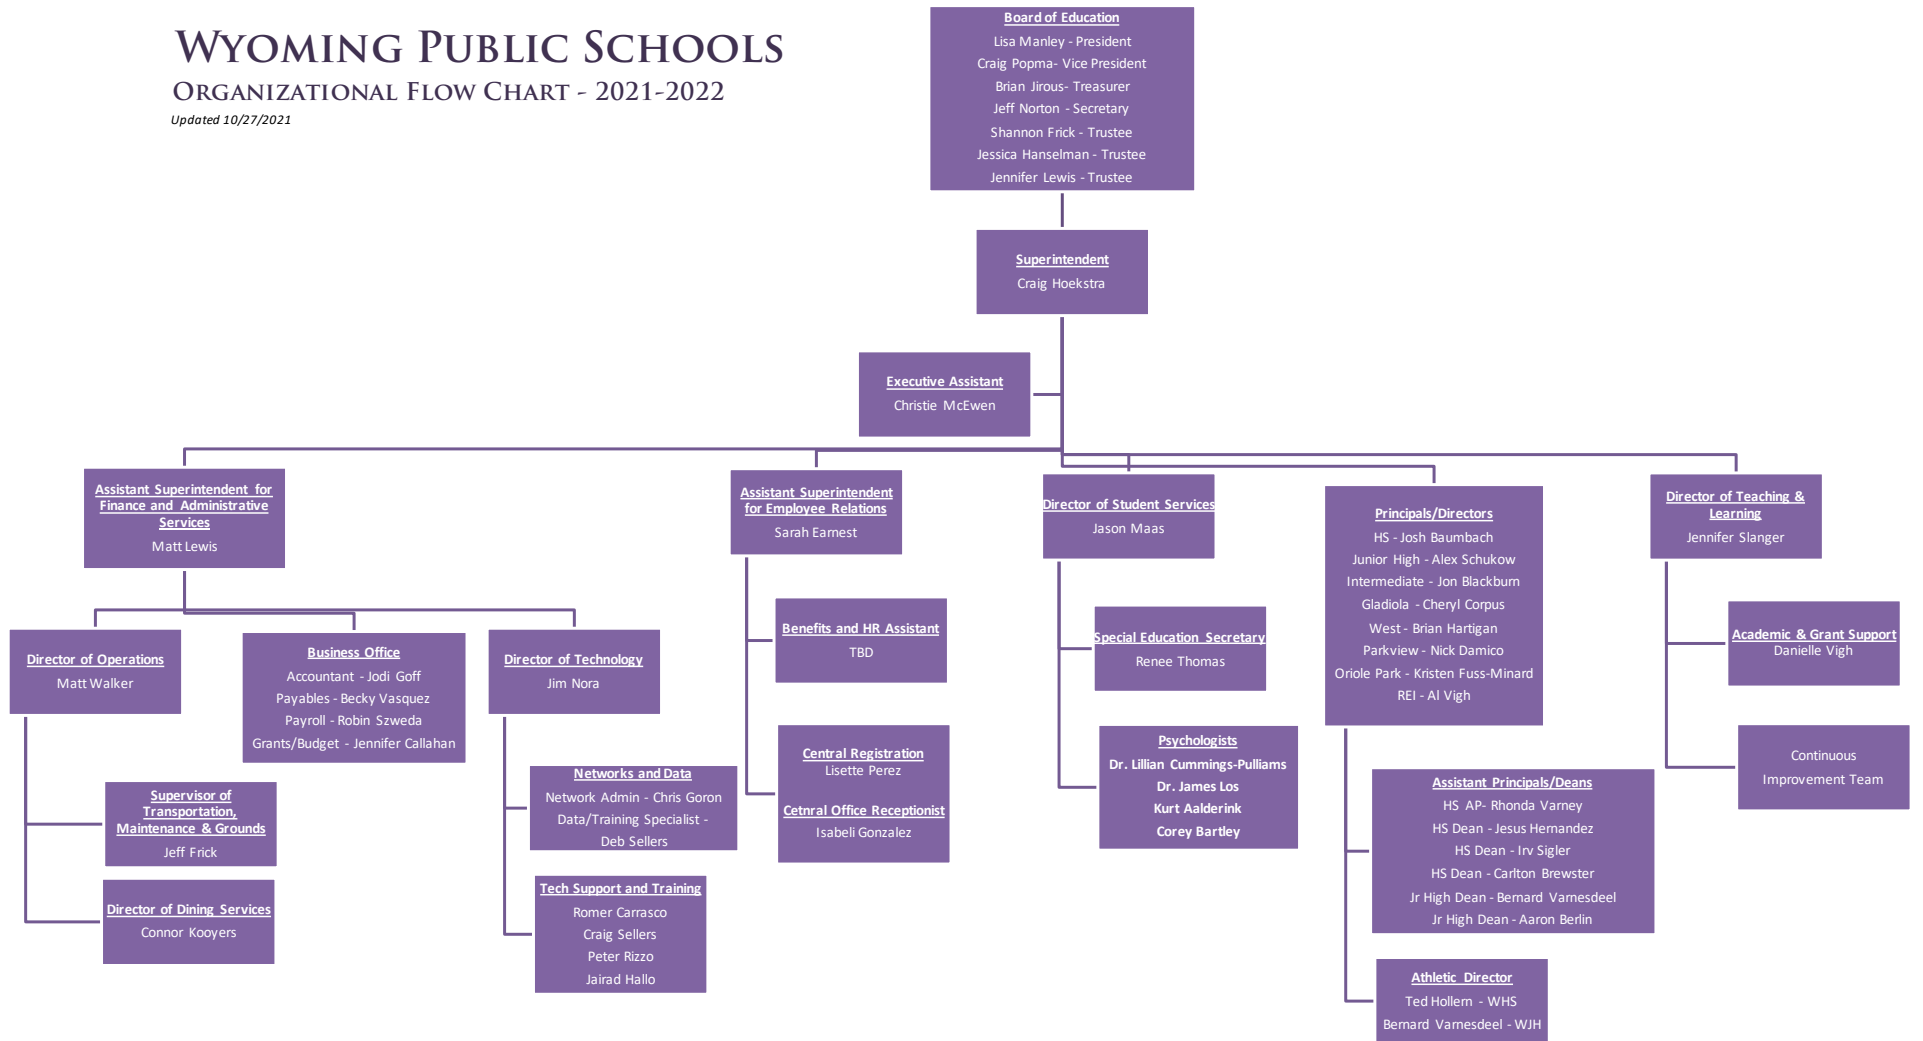 WYOMING PUBLIC SCHOOLS
ORGANIZATIONAL FLOW CHART - 2021-2022
Updated 10/27/2021
Board of Education
Lisa Manley - President
Craig Popma- Vice President
Brian Jirous- Treasurer
Jeff Norton - Secretary
Shannon Frick - Trustee
Jessica Hanselman - Trustee
Jennifer Lewis - Trustee
Superintendent
Craig Hoekstra
Executive Assistant
Christie McEwen
Assistant Superintendent for
Finance and Administrative
Services
Matt Lewis
Director of Operations
Matt Walker
Supervisor of
Transportation,
Maintenance & Grounds
Jeff Frick
Director of Dining Services
Connor Kooyers
Business Office
Accountant - Jodi Goff
Payables - Becky Vasquez
Payroll - Robin Szweda
Grants/Budget - Jennifer Callahan
Director of Technology
Jim Nora
Networks and Data
Network Admin - Chris Goron
Data/Training Specialist -
Deb Sellers
Tech Support and Training
Romer Carrasco
Craig Sellers
Peter Rizzo
Jairad Hallo
Assistant Superintendent
for Employee Relations
Sarah Earnest
Benefits and HR Assistant
TBD
Central Registration
Lisette Perez
Cetnral Office Receptionist
Isabeli Gonzalez
Director of Student Services
Jason Maas
Special Education Secretary
Renee Thomas
Psychologists
Dr. Lillian Cummings-Pulliams
Dr. James Los
Kurt Aalderink
Corey Bartley
Principals/Directors
HS - Josh Baumbach
Junior High - Alex Schukow
Intermediate - Jon Blackburn
Gladiola - Cheryl Corpus
West - Brian Hartigan
Parkview - Nick Damico
Oriole Park - Kristen Fuss-Minard
REI - Al Vigh
Assistant Principals/Deans
HS AP- Rhonda Varney
HS Dean - Jesus Hernandez
HS Dean - Irv Sigler
HS Dean - Carlton Brewster
Jr High Dean - Bernard Varnesdeel
Jr High Dean - Aaron Berlin
Athletic Director
Ted Hollern - WHS
Bernard Varnesdeel - WJH
Director of Teaching &
Learning
Jennifer Slanger
Academic & Grant Support
Danielle Vigh
Continuous
Improvement Team